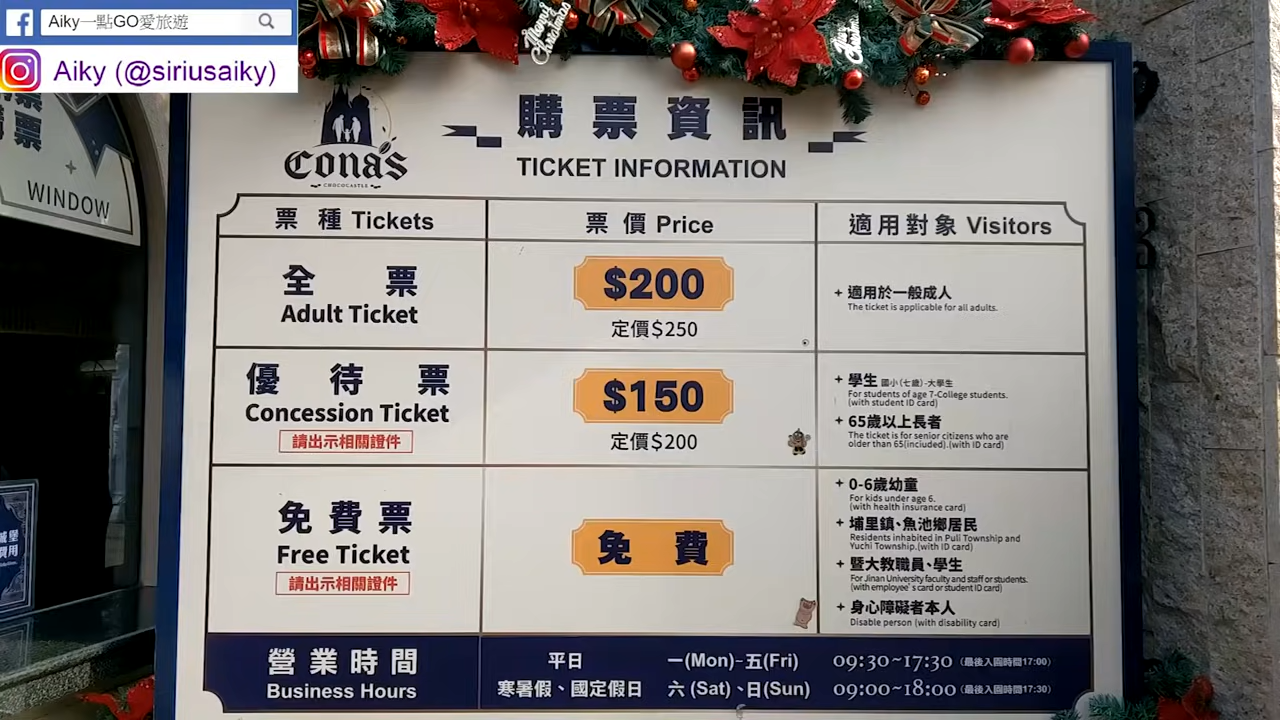 Aiky一點GO愛旅遊
Aiky (@siriusaiky)
購票
WINDOW
Merry Christmas
CONA'S
CHOCOCASTLE
購票資訊
TICKET INFORMATION
票種 Tickets
票價 Price
適用對象 Visitors
全票
Adult Ticket
$200
定價$250
+ 適用於一般成人
The ticket is applicable for all adults.
優待票
Concession Ticket
請出示相關證件
$150
定價$200
+ 學生 國小(七歲)-大學生
For students of age 7-College students.
(with student ID card)
+ 65歲以上長者
The ticket is for senior citizens who are
older than 65(included).(with ID card)
免費票
Free Ticket
請出示相關證件
免費
+ 0-6歲幼童
For kids under age 6.
(with health insurance card)
+ 埔里鎮、魚池鄉居民
Residents inhabited in Puli Township and
Yuchi Township.(with ID card)
+ 暨大教職員、學生
For Jinan University faculty and staff or students.
(with employee's card or student ID card)
+ 身心障礙者本人
Disable person (with disability card)
營業時間
Business Hours
平日 一(Mon)-五(Fri) 09:30~17:30 (最後入園時間17:00)
寒暑假、國定假日 六(Sat)、日(Sun) 09:00~18:00 (最後入園時間17:30)